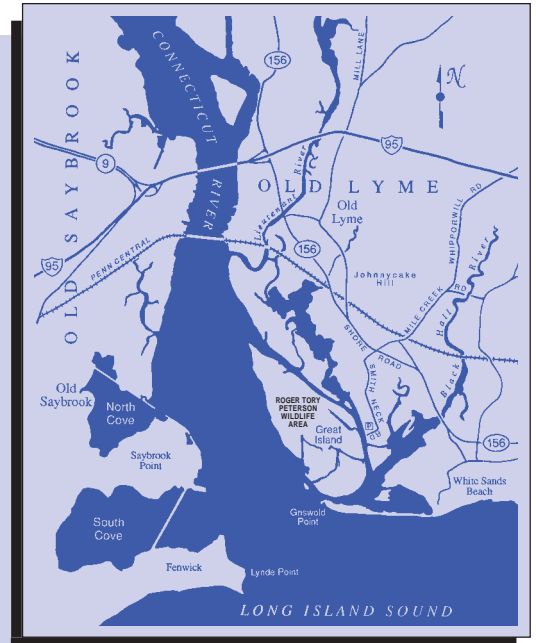 CONNECTICUT
RIVER
156
MILL LANE
N
OLD SAYBROOK
9
95
OLD LYME
Lieutenant River
Old
Lyme
WHIPPORWILL RD
95
PENN CENTRAL
156
Johnnycake
Hill
MILE CREEK RD
Black Hall River
SHORE ROAD
SMITH NECK RD
Old
Saybrook
North
Cove
ROGER TORY
PETERSON
WILDLIFE
AREA
Great
Island
P
156
Saybrook
Point
White Sands
Beach
South
Cove
Griswold
Point
Fenwick
Lynde Point
LONG ISLAND SOUND